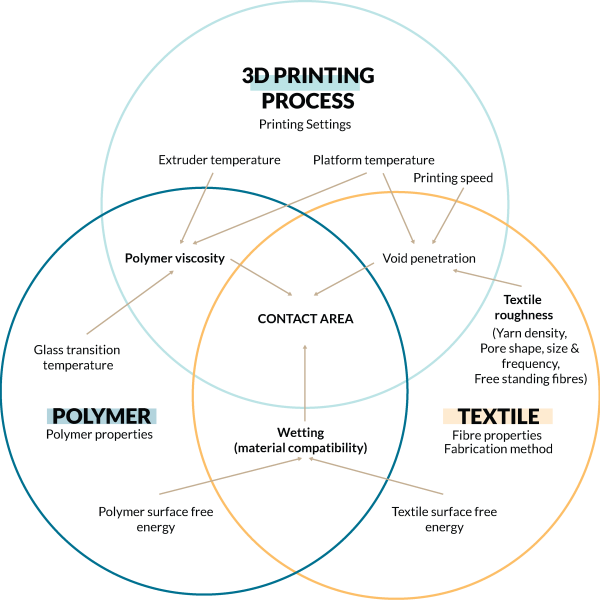 3D PRINTING
PROCESS
Printing Settings
Extruder temperature
Platform temperature
Printing speed
Polymer viscosity
Void penetration
CONTACT AREA
Textile
roughness
(Yarn density,
Pore shape, size &
frequency,
Free standing fibres)
Glass transition
temperature
POLYMER
Polymer properties
TEXTILE
Fibre properties
Fabrication method
Wetting
(material compatibility)
Polymer surface free
energy
Textile surface free
energy